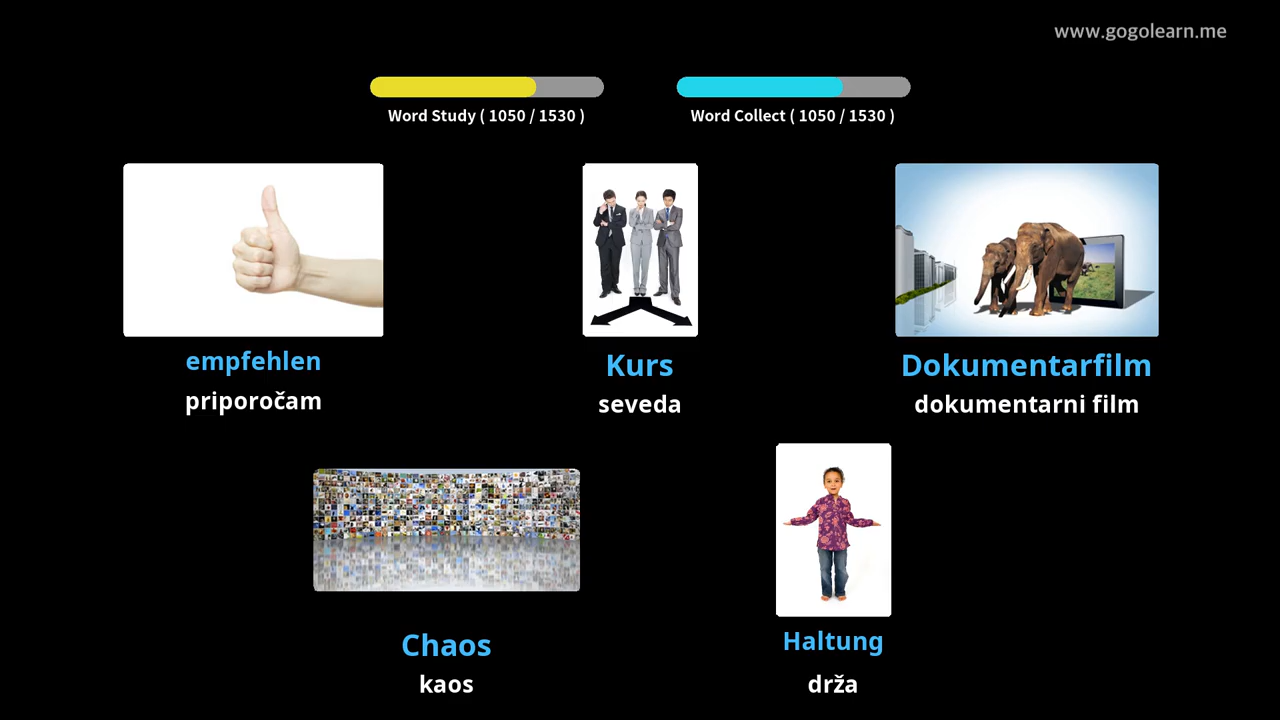 www.gogolearn.me
Word Study ( 1050 / 1530 )
Word Collect ( 1050 / 1530 )
empfehlen
priporočam
Kurs
seveda
Dokumentarfilm
dokumentarni film
Chaos
kaos
Haltung
drža